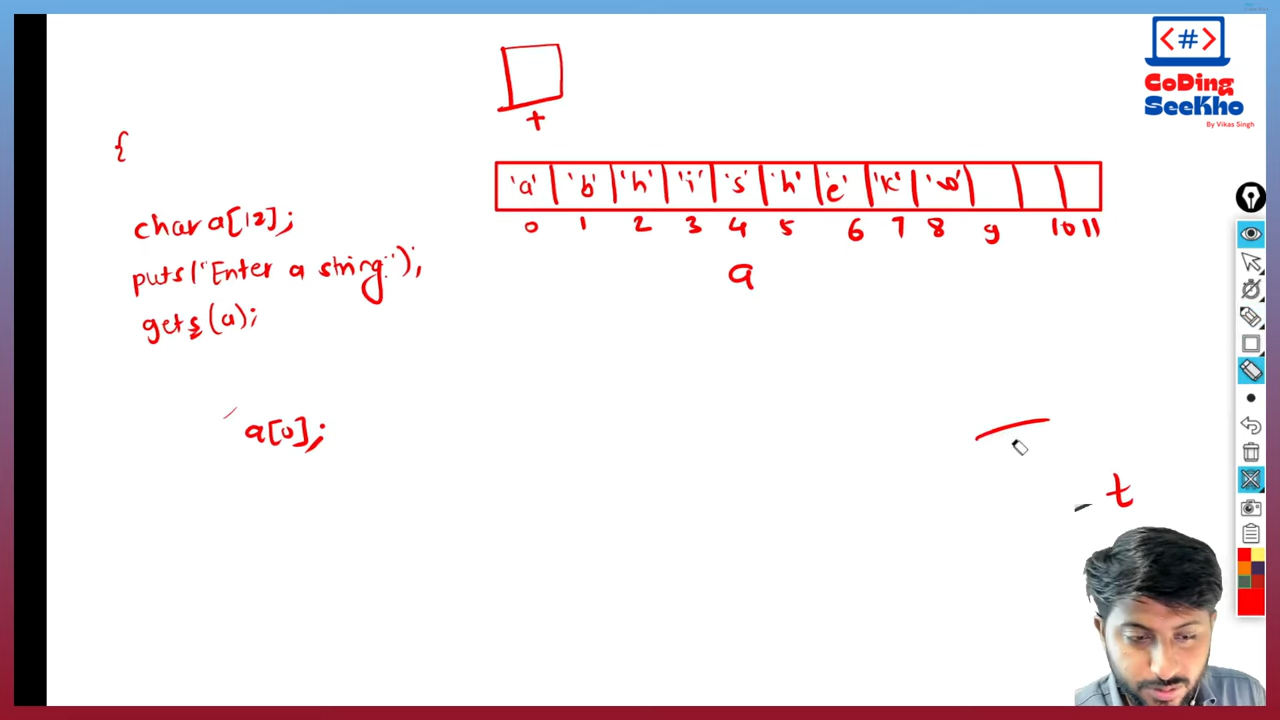 <#>
CoDing
SeeKho
By Vikas Singh
+
{
'a' 'b' 'h' 'i' 's' 'h' 'e' 'k' '\0'
0 1 2 3 4 5 6 7 8 9 10 11
a
char a[12];
puts("Enter a string:");
gets(a);
a[0];
t